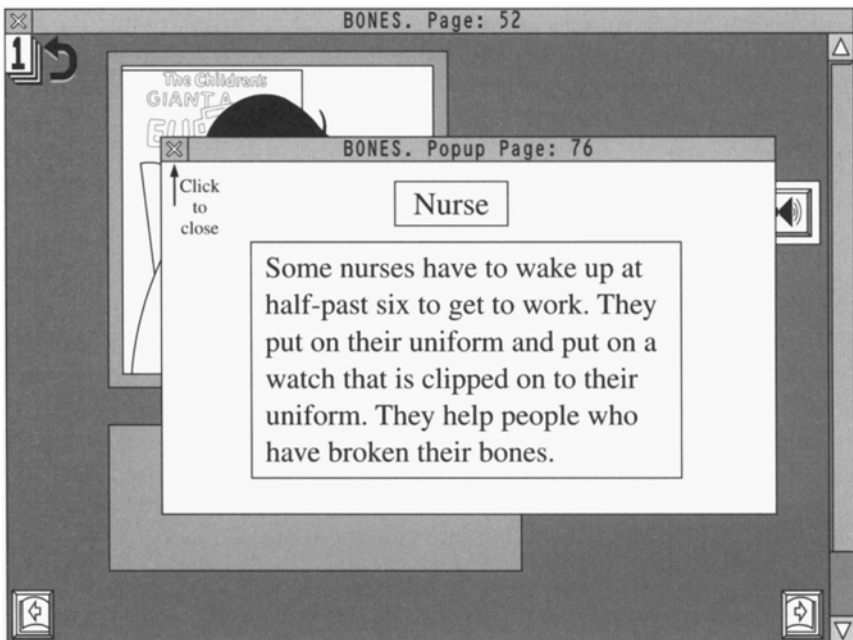 BONES. Page: 52
1
The Children's
GIANT A
BONES. Popup Page: 76
Click
to
close
Nurse
Some nurses have to wake up at
half-past six to get to work. They
put on their uniform and put on a
watch that is clipped on to their
uniform. They help people who
have broken their bones.